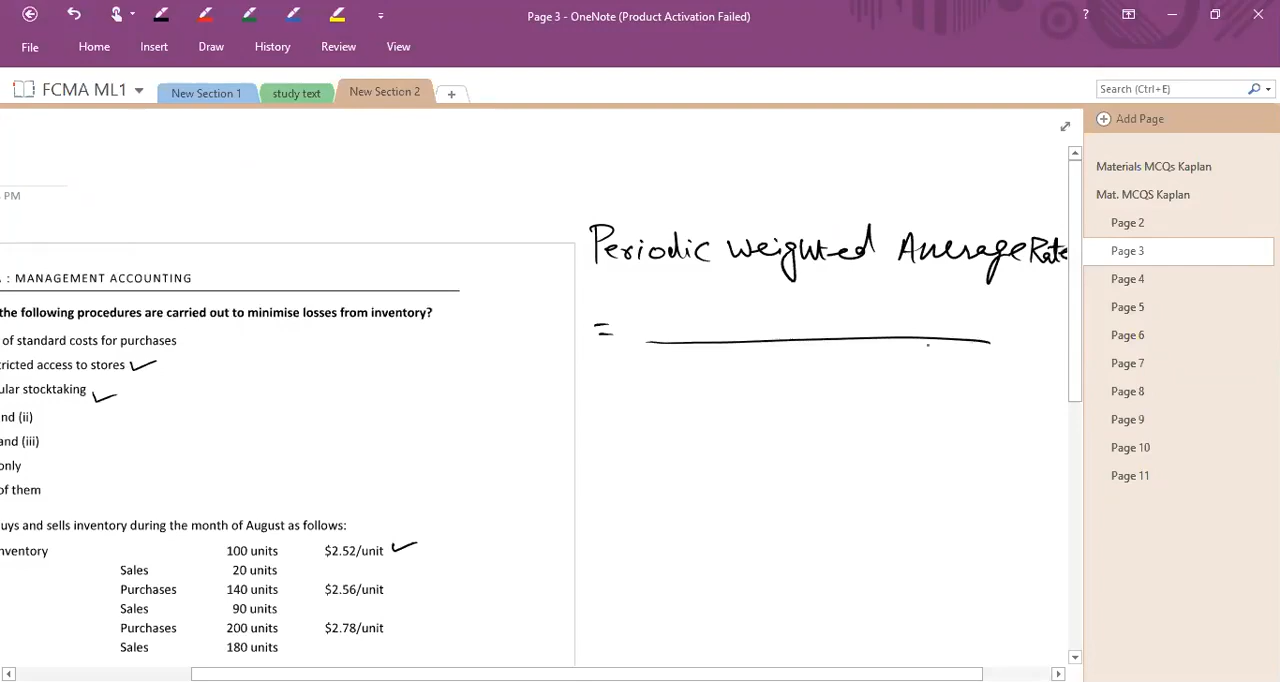 Page 3 - OneNote (Product Activation Failed)
?
File Home Insert Draw History Review View
FCMA ML1 New Section 1 study text New Section 2 +
Search (Ctrl+E)
Add Page
Materials MCQs Kaplan
Mat. MCQS Kaplan
Page 2
Page 3
Page 4
Page 5
Page 6
Page 7
Page 8
Page 9
Page 10
Page 11
PM
Periodic Weighted Average Rate
=
: MANAGEMENT ACCOUNTING
the following procedures are carried out to minimise losses from inventory?
of standard costs for purchases
tricted access to stores ✓
ular stocktaking ✓
nd (ii)
and (iii)
only
of them
uys and sells inventory during the month of August as follows:
nventory 100 units $2.52/unit ✓
Sales 20 units
Purchases 140 units $2.56/unit
Sales 90 units
Purchases 200 units $2.78/unit
Sales 180 units